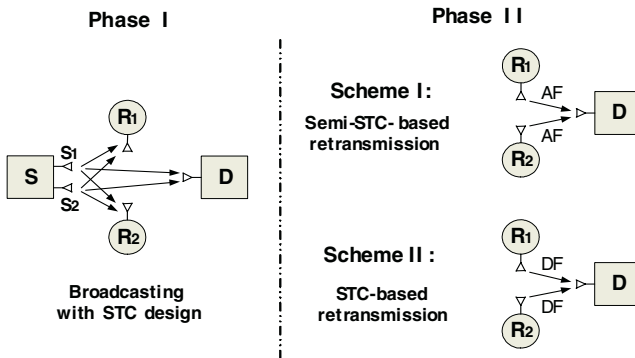 Phase I
R1
S1
S
S2
D
R2
Broadcasting
with STC design
Phase II
Scheme I:
Semi-STC-based
retransmission
R1
AF
D
AF
R2
Scheme II:
STC-based
retransmission
R1
DF
D
DF
R2